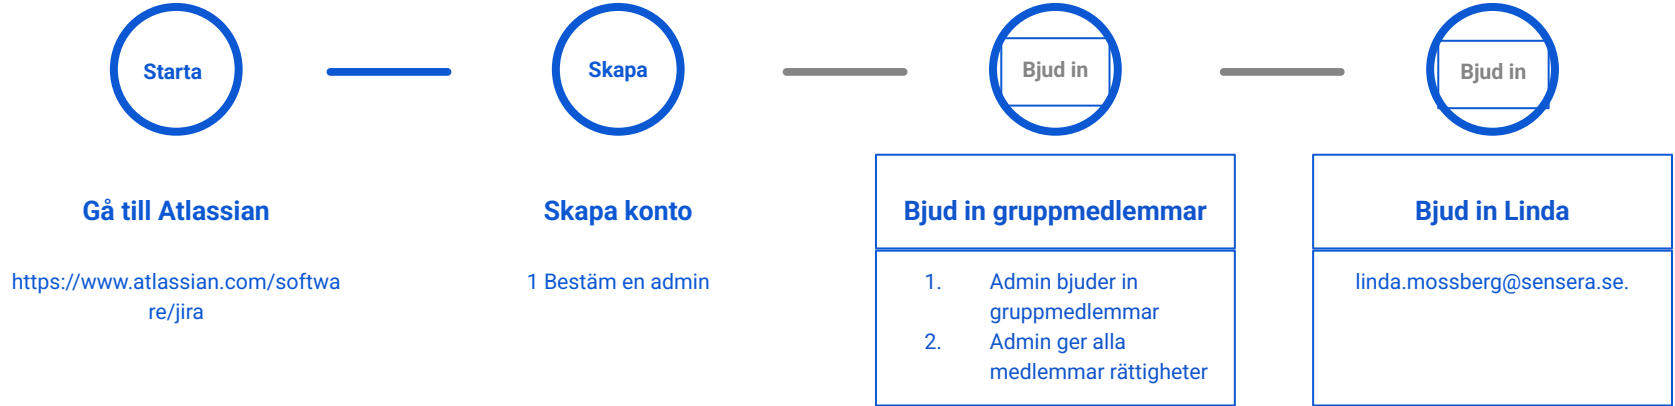 Starta
Skapa
Bjud in
Bjud in
Gå till Atlassian
https://www.atlassian.com/softwa
re/jira
Skapa konto
1 Bestäm en admin
Bjud in gruppmedlemmar
1. Admin bjuder in
gruppmedlemmar
2. Admin ger alla
medlemmar rättigheter
Bjud in Linda
linda.mossberg@sensera.se.